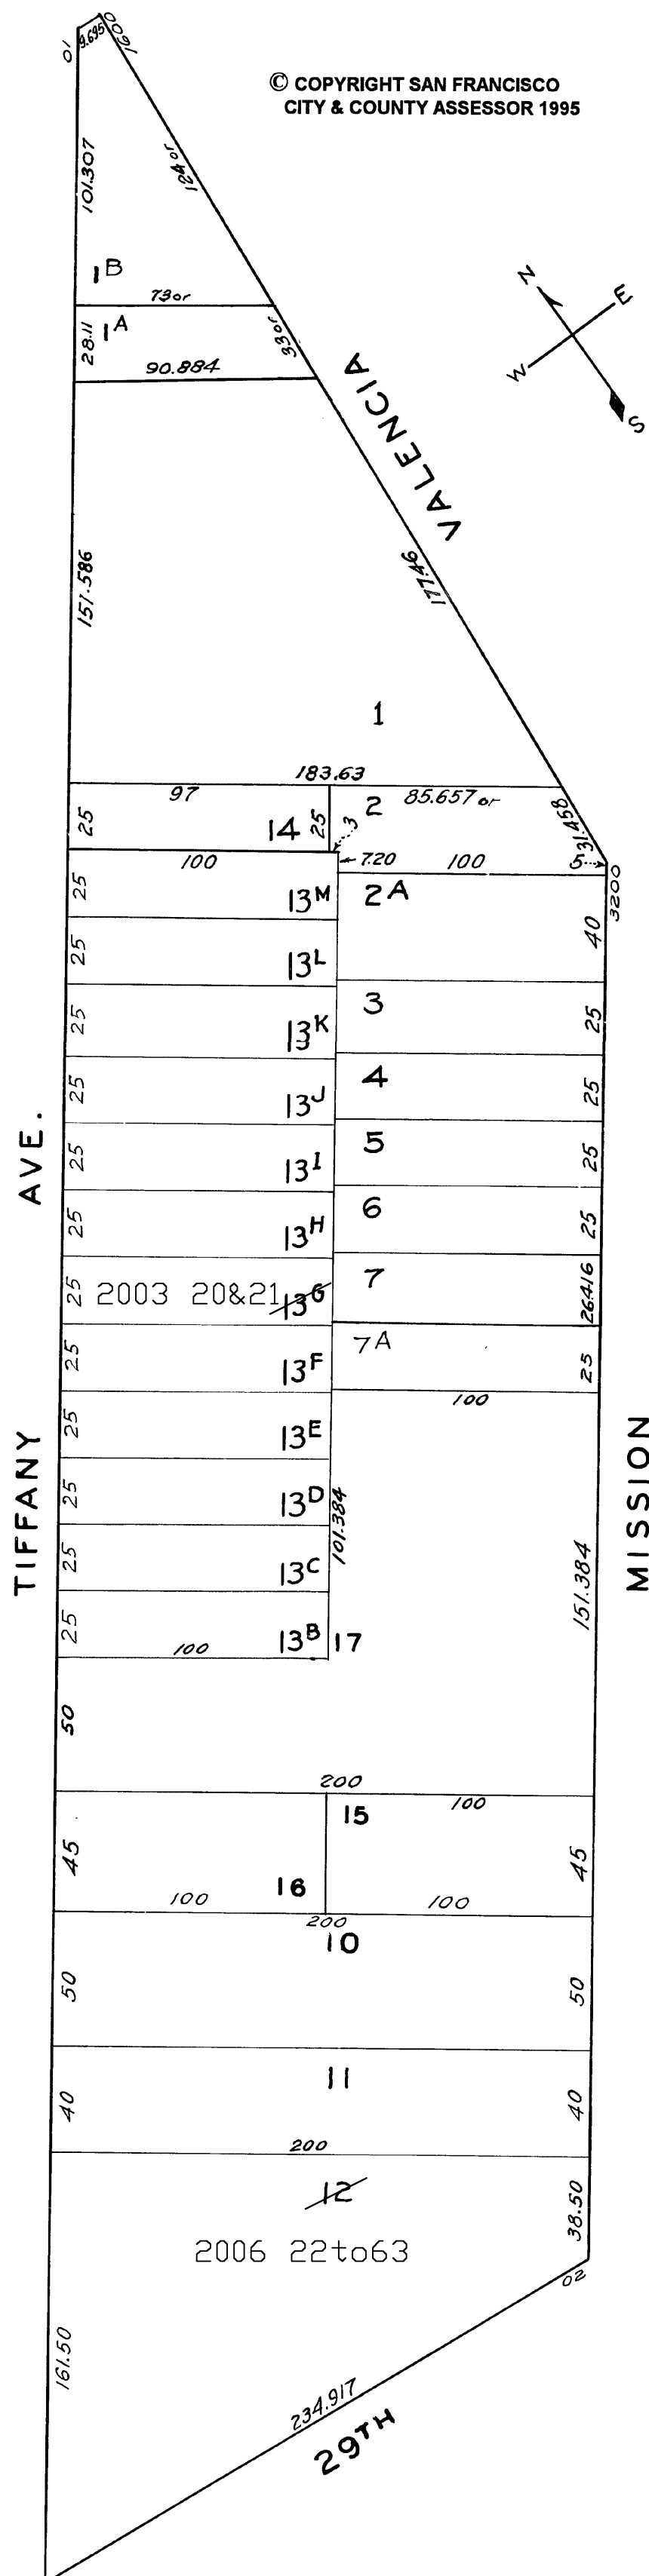 01
9.695
1600
© COPYRIGHT SAN FRANCISCO
CITY & COUNTY ASSESSOR 1995
101.307
124 or
1B
73 or
28.11
1A
33 or
90.884
N
E
W
S
VALENCIA
151.586
177.46
1
183.63
97
85.657 or
25
14
25
3
2
31.458
100
7.20
100
5
3200
25
13M
2A
40
25
13L
25
13K
3
25
25
13J
4
25
AVE.
25
13I
5
25
25
13H
6
25
25
2003 20&21
13G
7
26.416
25
13F
7A
25
100
25
13E
TIFFANY
MISSION
25
13D
101.384
25
13C
151.384
25
13B
17
100
50
200
100
15
45
16
45
100
100
200
10
50
50
11
40
40
200
12
38.50
2006 22to63
02
161.50
234.917
29TH